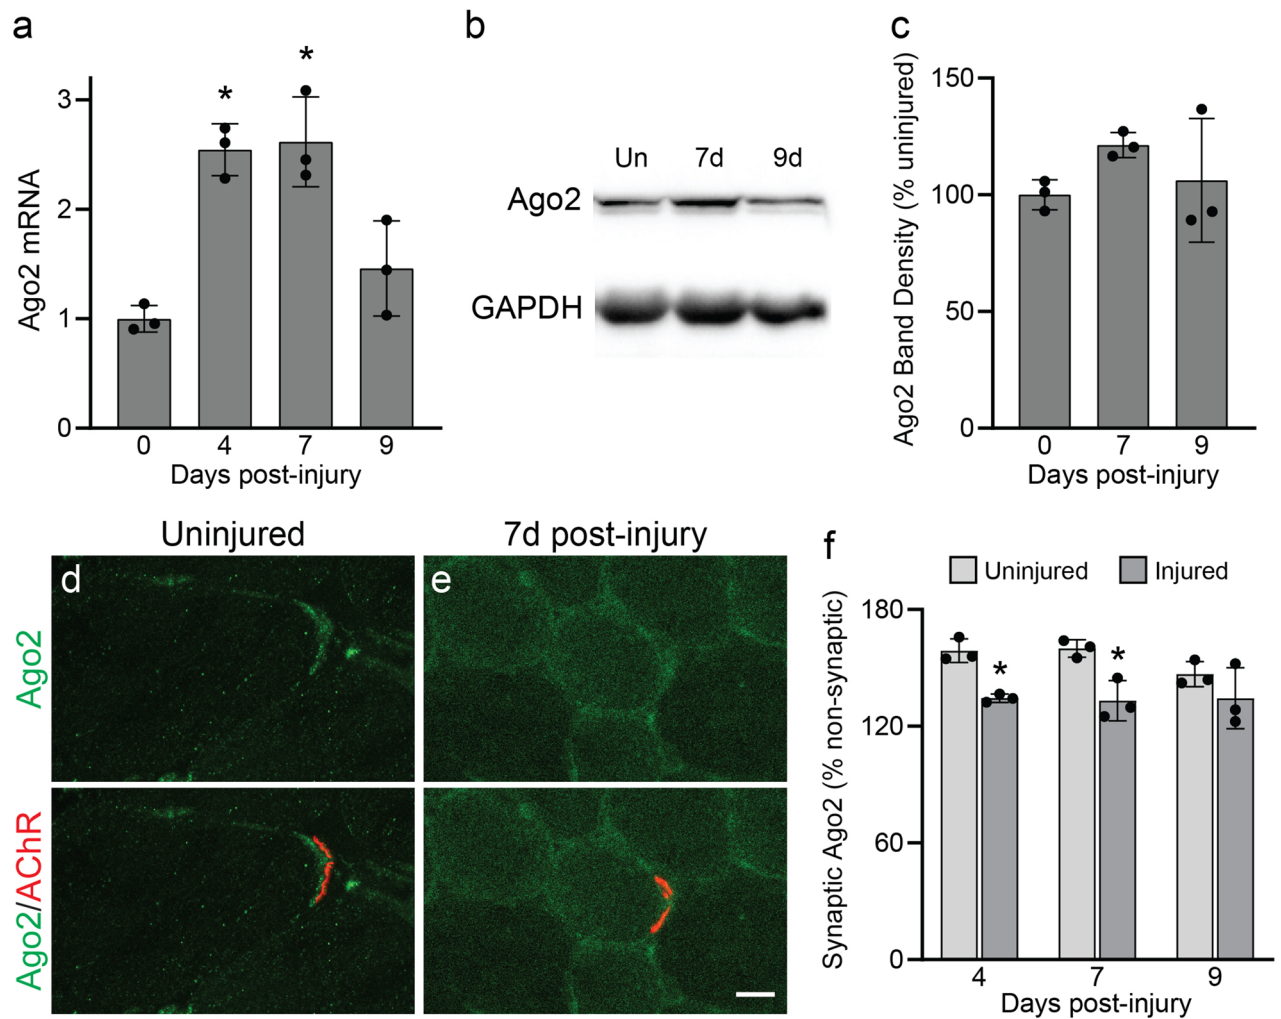 a
*
*
3
2
1
0
Ago2 mRNA
0 4 7 9
Days post-injury
b
Un 7d 9d
Ago2
GAPDH
c
150
100
50
0
Ago2 Band Density (% uninjured)
0 7 9
Days post-injury
Uninjured
7d post-injury
d
e
Ago2
Ago2/AChR
f
Uninjured
Injured
180
120
60
0
Synaptic Ago2 (% non-synaptic)
*
*
4 7 9
Days post-injury